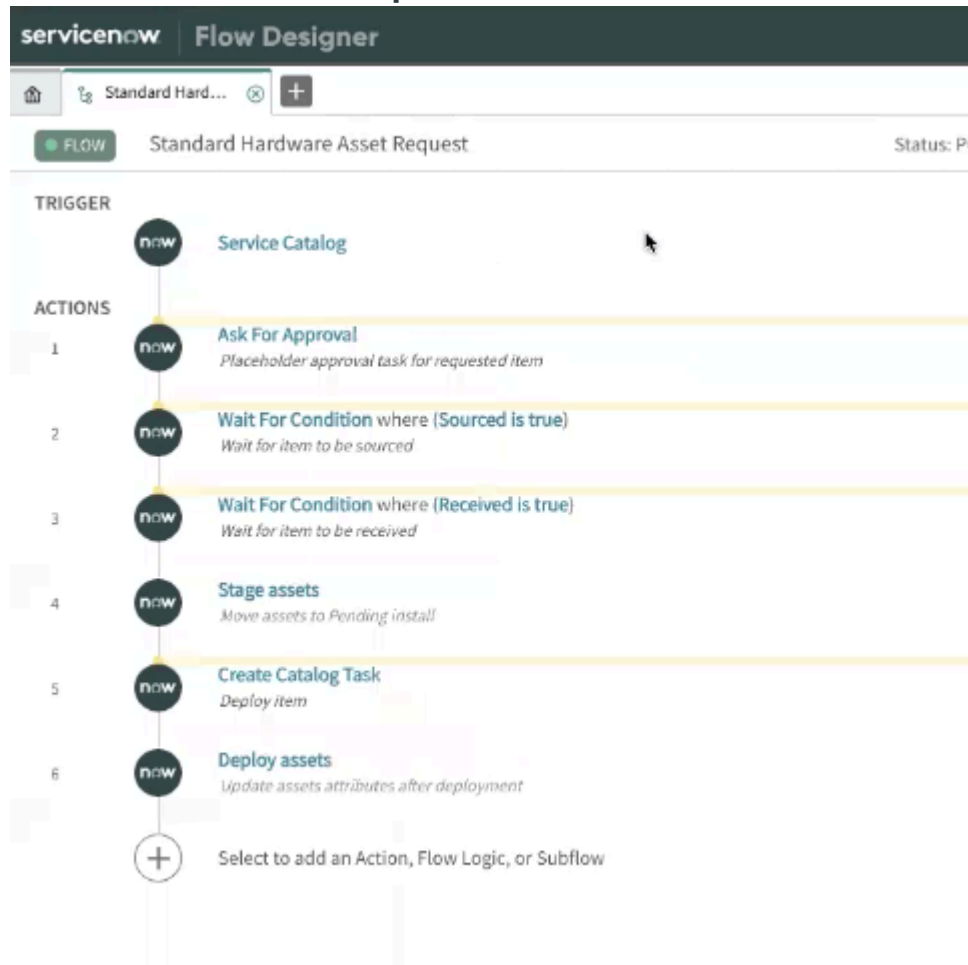 servicenow Flow Designer
Standard Hard...
FLOW Standard Hardware Asset Request Status: P
TRIGGER
now Service Catalog
ACTIONS
1 now Ask For Approval
Placeholder approval task for requested item
2 now Wait For Condition where (Sourced is true)
Wait for item to be sourced
3 now Wait For Condition where (Received is true)
Wait for item to be received
4 now Stage assets
Move assets to Pending install
5 now Create Catalog Task
Deploy item
6 now Deploy assets
Update assets attributes after deployment
Select to add an Action, Flow Logic, or Subflow